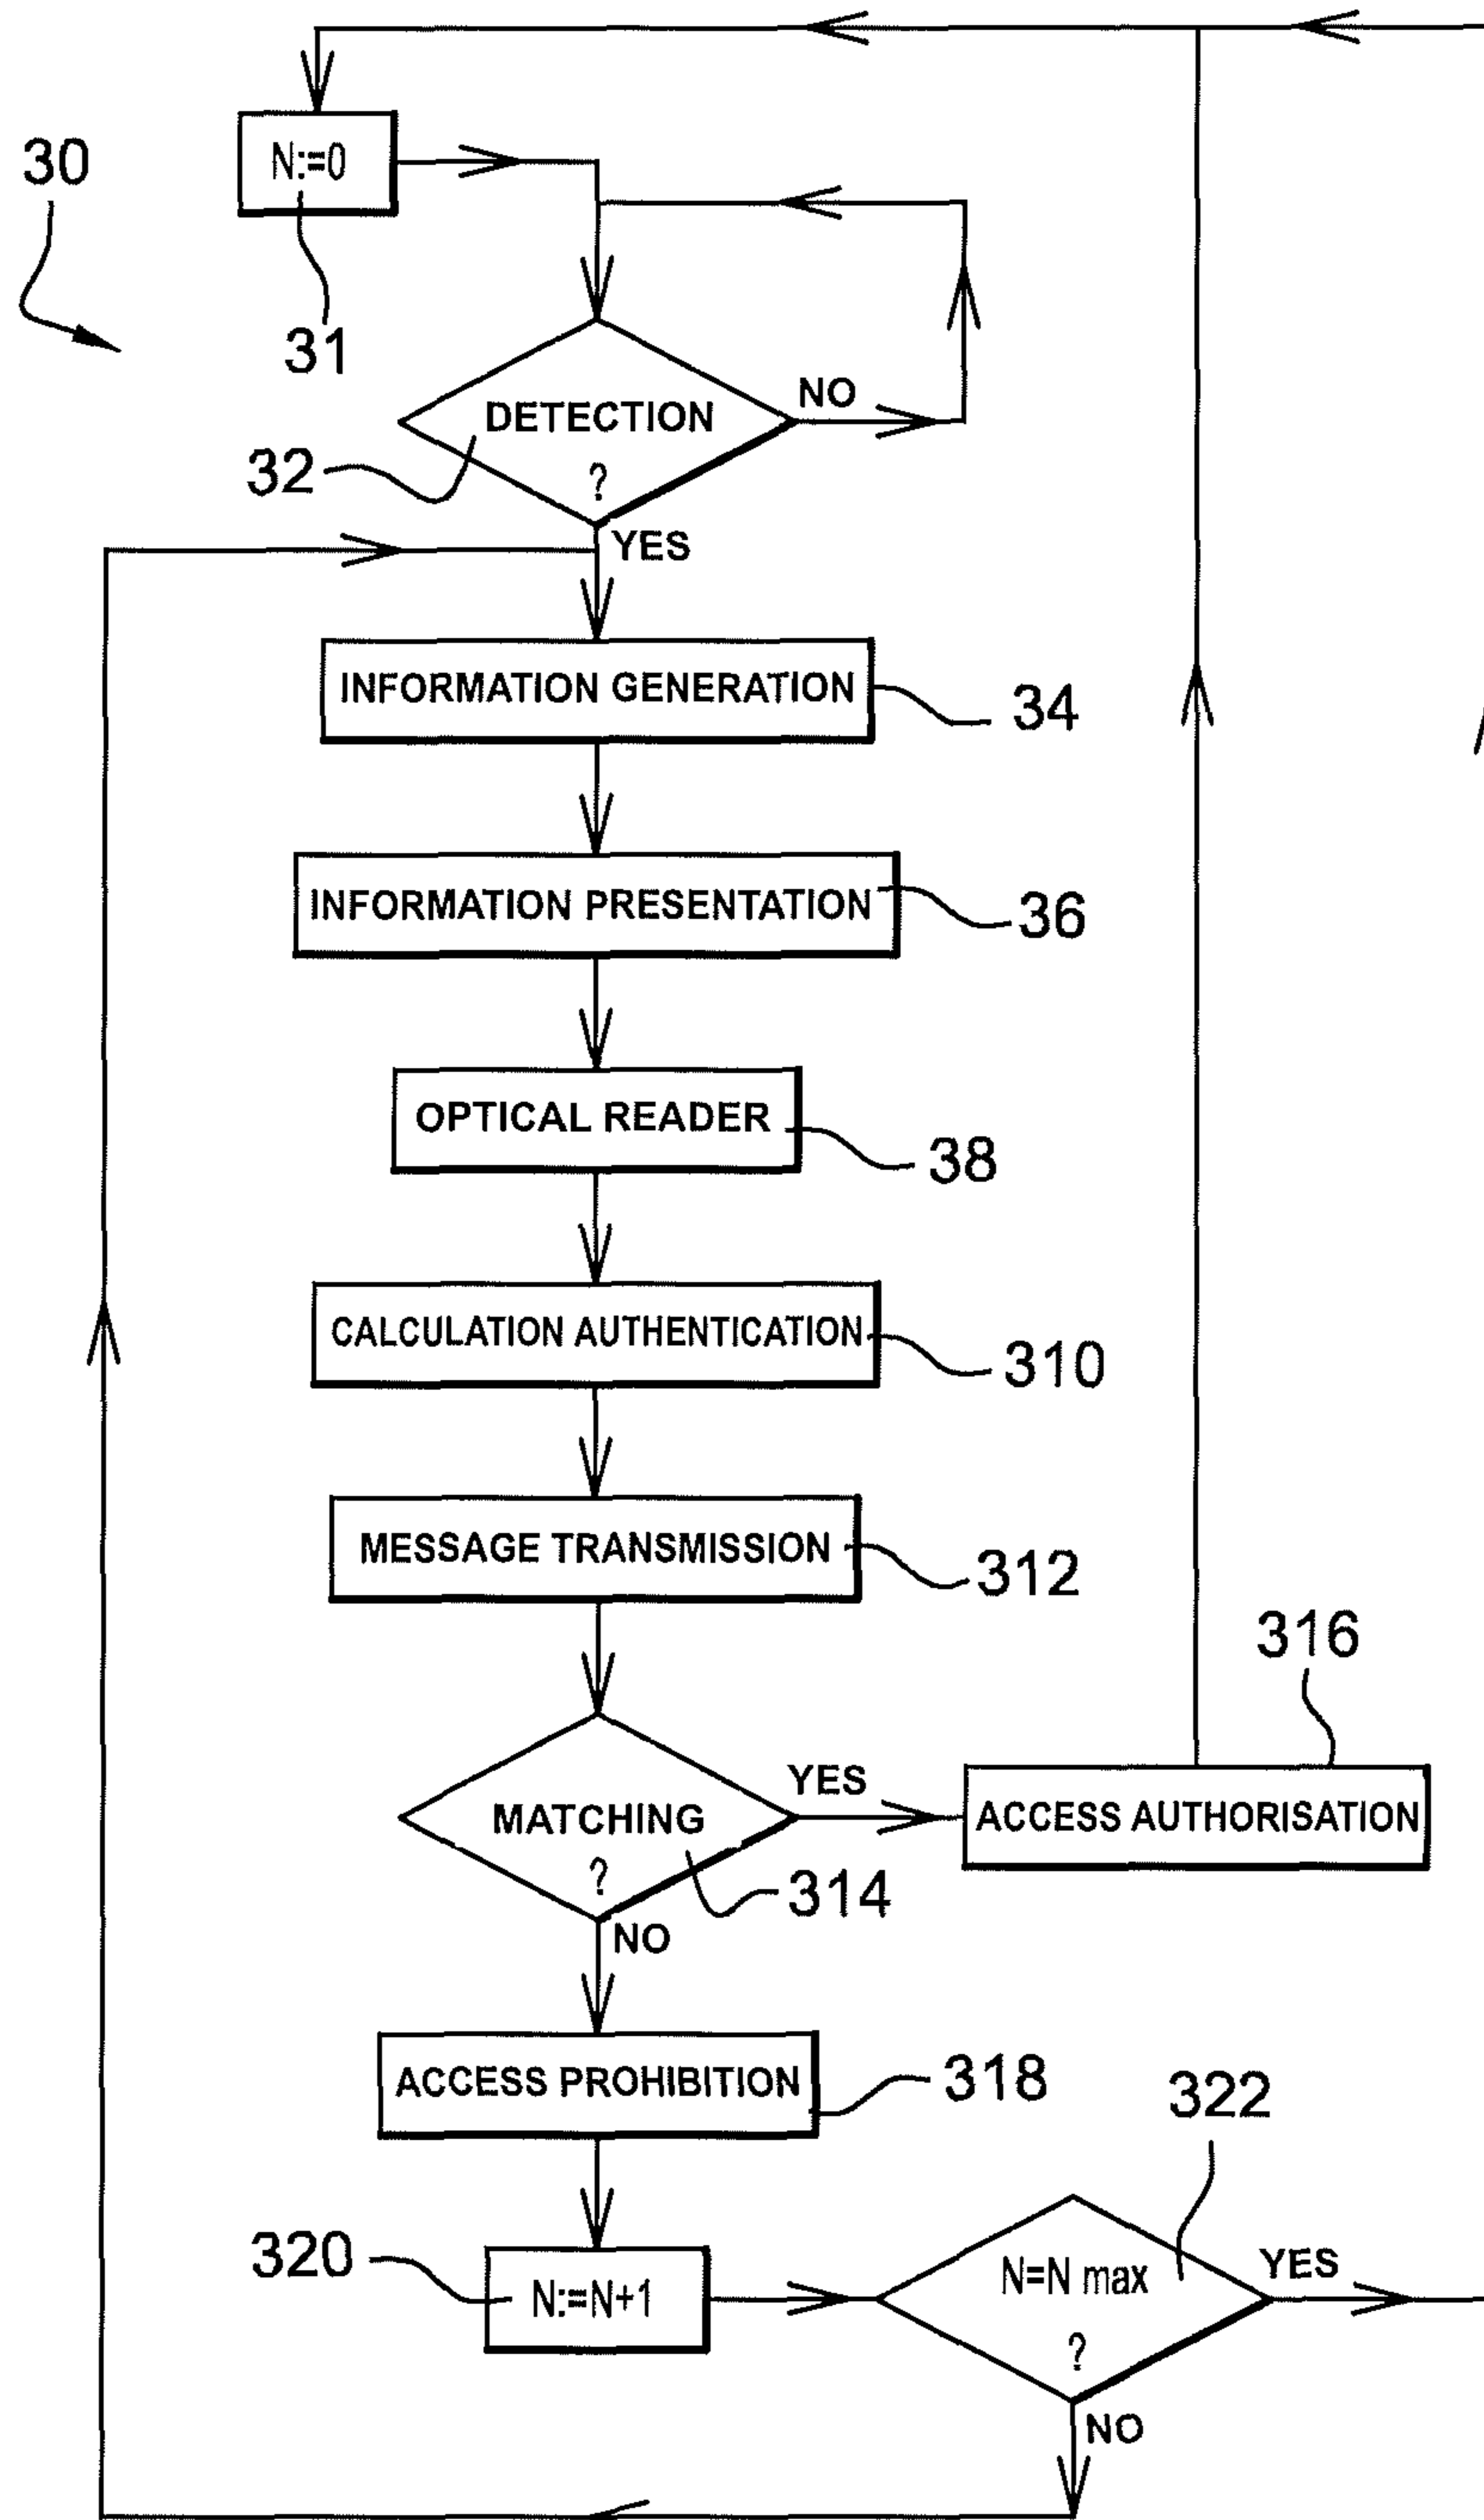 30
N:=0
31
DETECTION
?
NO
32
YES
INFORMATION GENERATION
34
INFORMATION PRESENTATION
36
OPTICAL READER
38
CALCULATION AUTHENTICATION
310
MESSAGE TRANSMISSION
312
316
MATCHING
?
YES
ACCESS AUTHORISATION
314
NO
ACCESS PROHIBITION
318
322
320
N:=N+1
N=N max
?
YES
NO